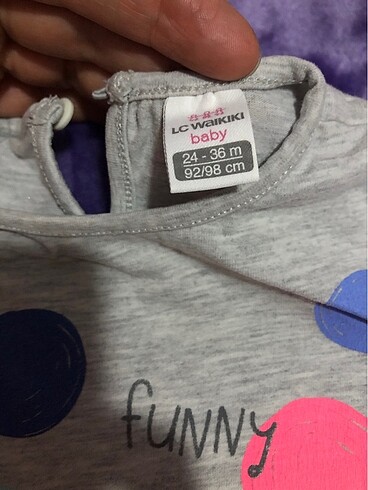 LC WAIKIKI
baby
24 - 36 m
92/98 cm
fUNNY